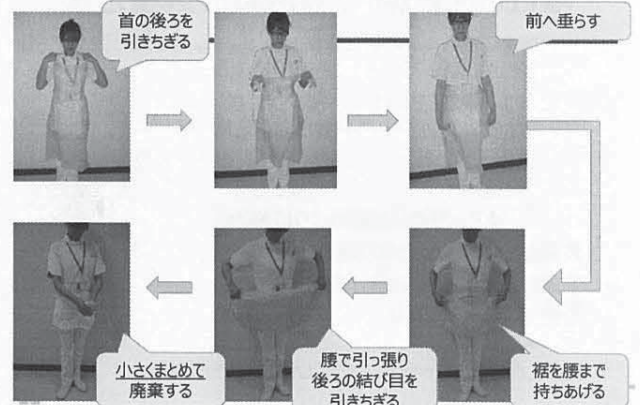 首の後ろを
引きちぎる
前へ垂らす
裾を腰まで
持ちあげる
腰で引っ張り
後ろの結び目を
引きちぎる
小さくまとめて
廃棄する